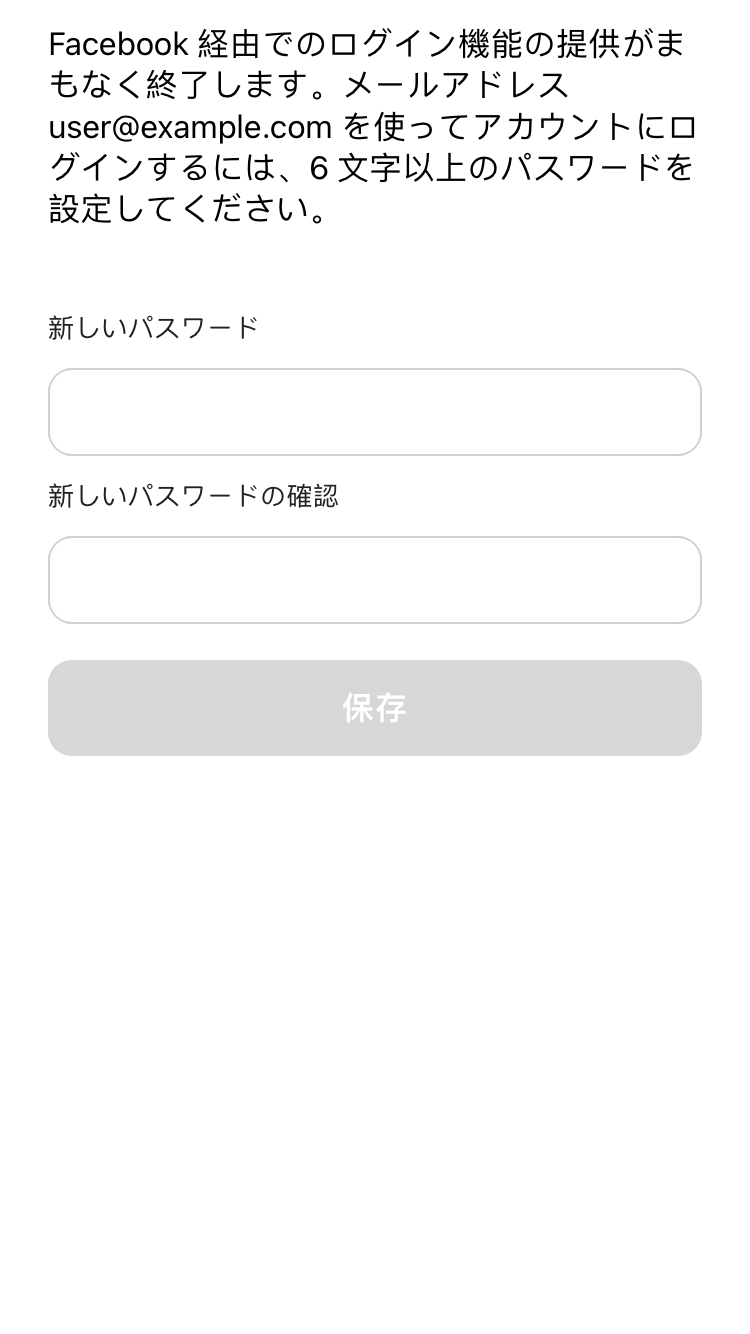 Facebook 経由でのログイン機能の提供がま
もなく終了します。メールアドレス
user@example.com を使ってアカウントにロ
グインするには、6 文字以上のパスワードを
設定してください。
新しいパスワード
新しいパスワードの確認
保存